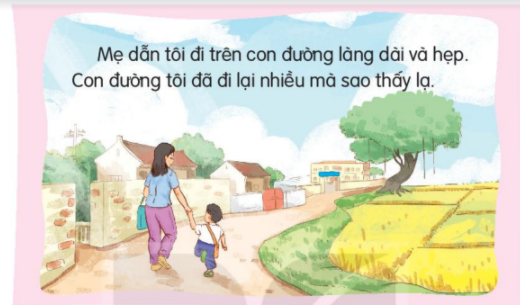 Mẹ dẫn tôi đi trên con đường làng dài và hẹp.
Con đường tôi đã đi lại nhiều mà sao thấy lạ.